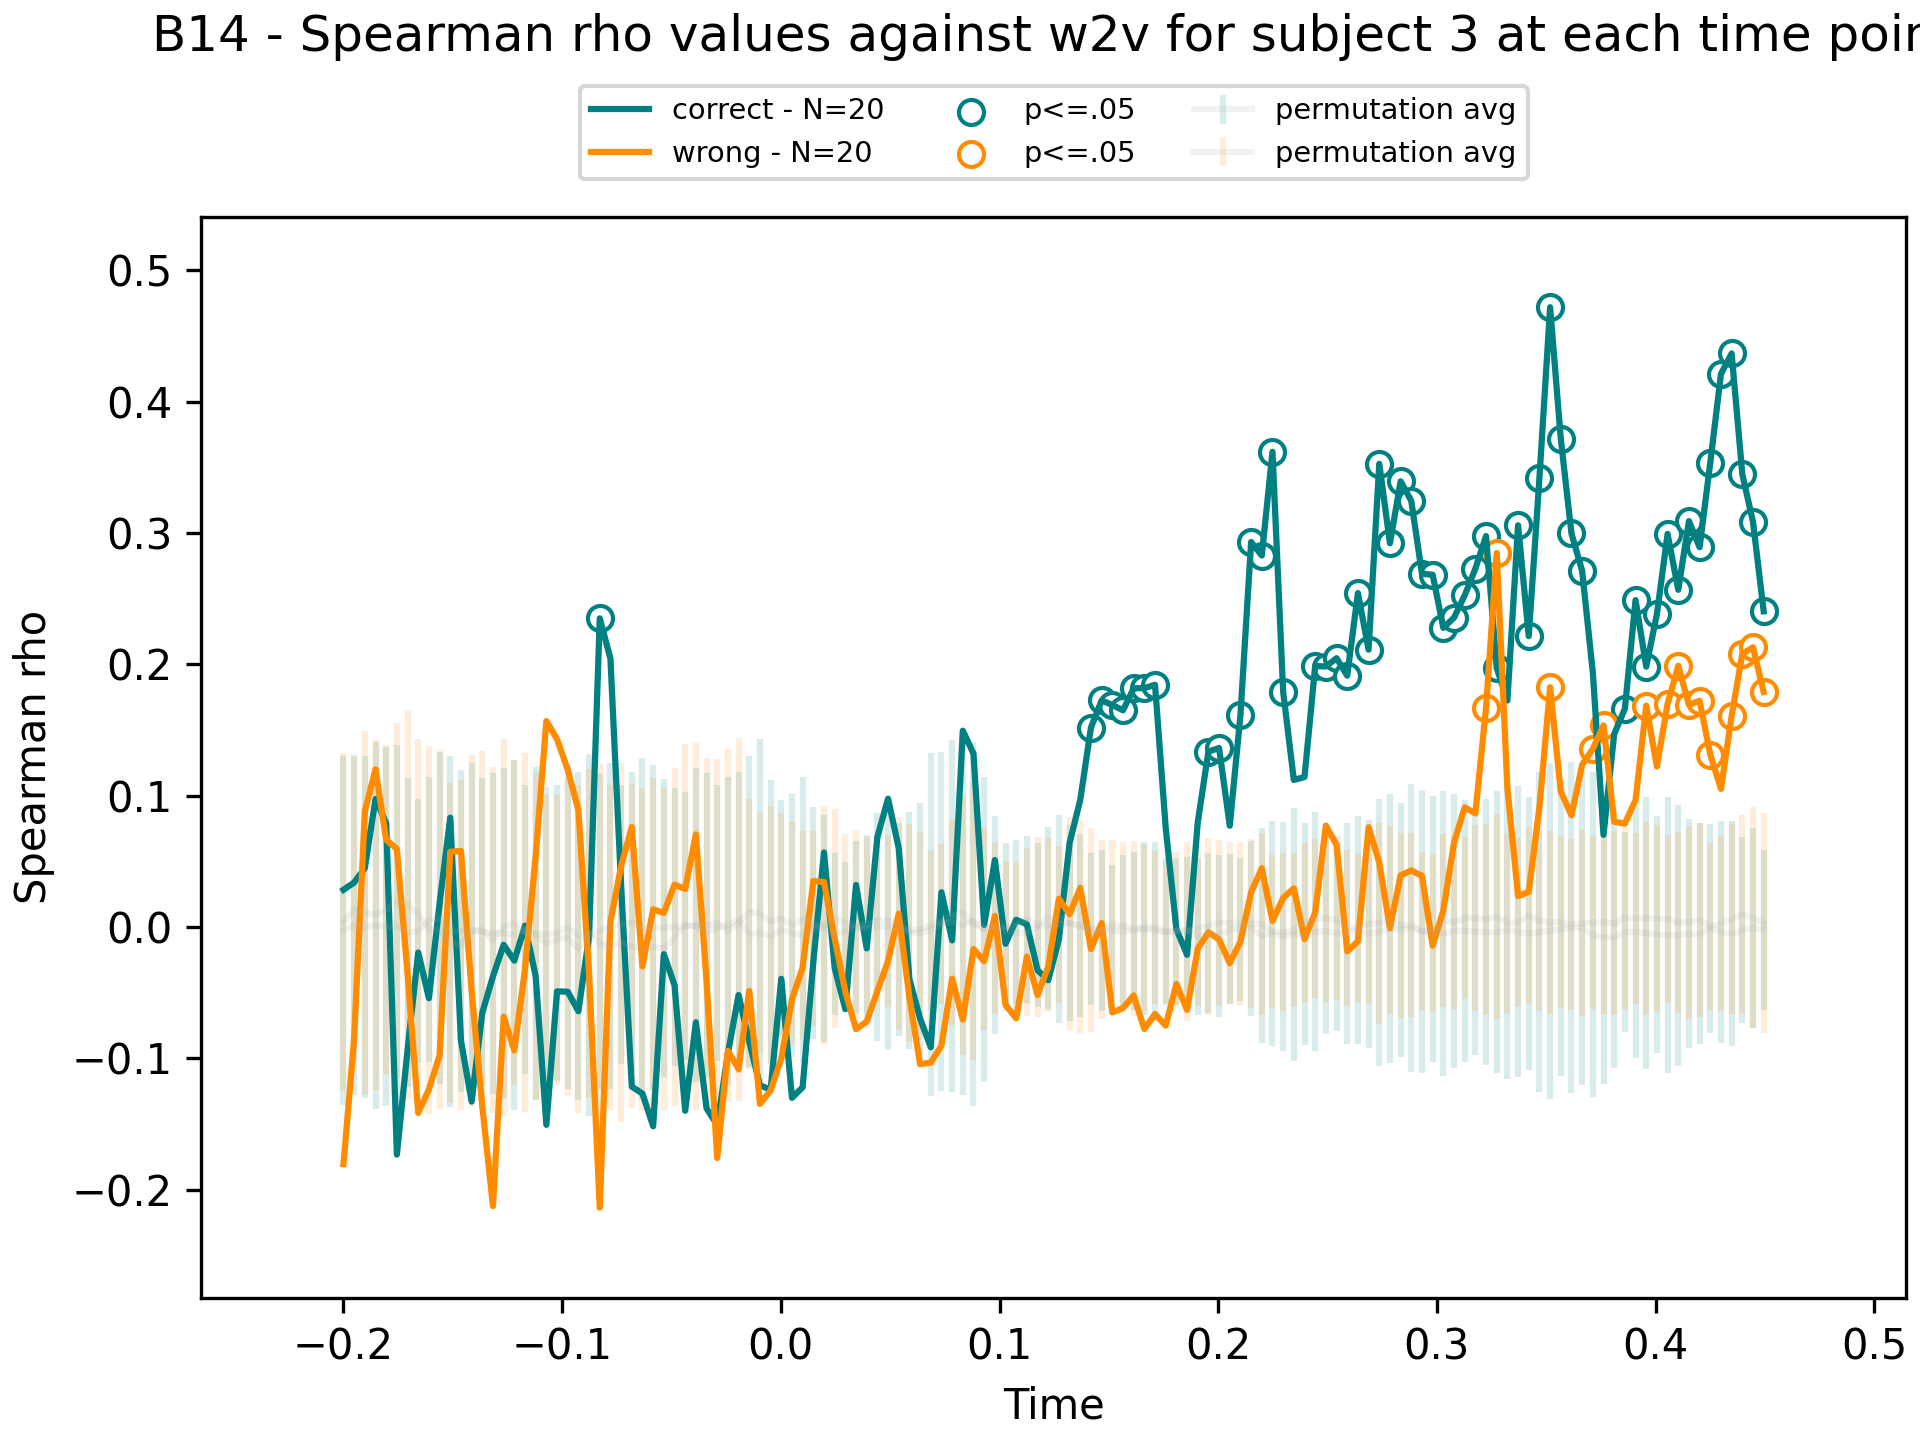 B14 - Spearman rho values against w2v for subject 3 at each time
correct - N=20
wrong - N=20
p<=.05
p<=.05
permutation avg
permutation avg
0.5
0.4
0.3
0.2
0.1
0.0
−0.1
−0.2
Spearman rho
−0.2
−0.1
0.0
0.1
0.2
0.3
0.4
0.5
Time